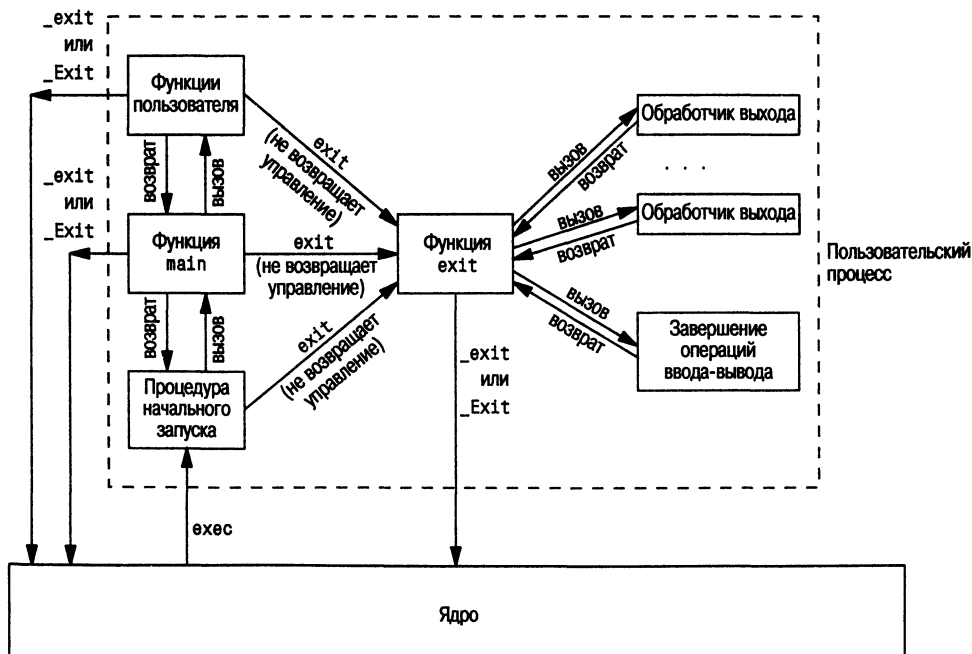 _exit
или
_Exit
Функции
пользователя
exit
(не возвращает
управление)
возврат
вызов
_exit
или
_Exit
Функция
main
exit
(не возвращает
управление)
возврат
вызов
exit
(не возвращает
управление)
Процедура
начального
запуска
exec
Функция
exit
_exit
или
_Exit
вызов
возврат
Обработчик выхода
. . .
вызов
возврат
Обработчик выхода
вызов
возврат
Завершение
операций
ввода-вывода
Пользовательский
процесс
Ядро